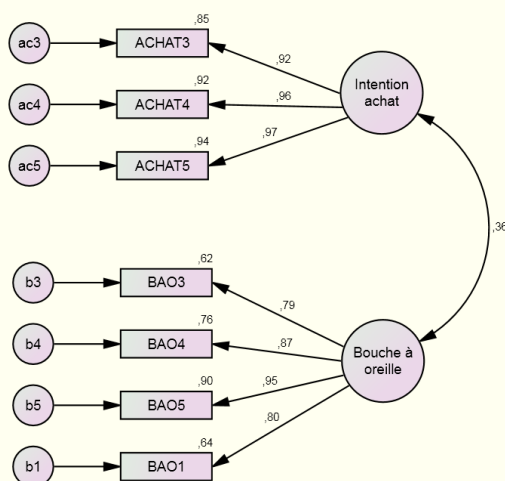 ,85
ac3 ACHAT3
,92
,92
Intention
achat
ac4 ACHAT4
,96
,94
,97
ac5 ACHAT5
,36
,62
b3 BAO3
,79
,76
b4 BAO4
,87
Bouche à
oreille
,90
b5 BAO5
,95
,80
,64
b1 BAO1